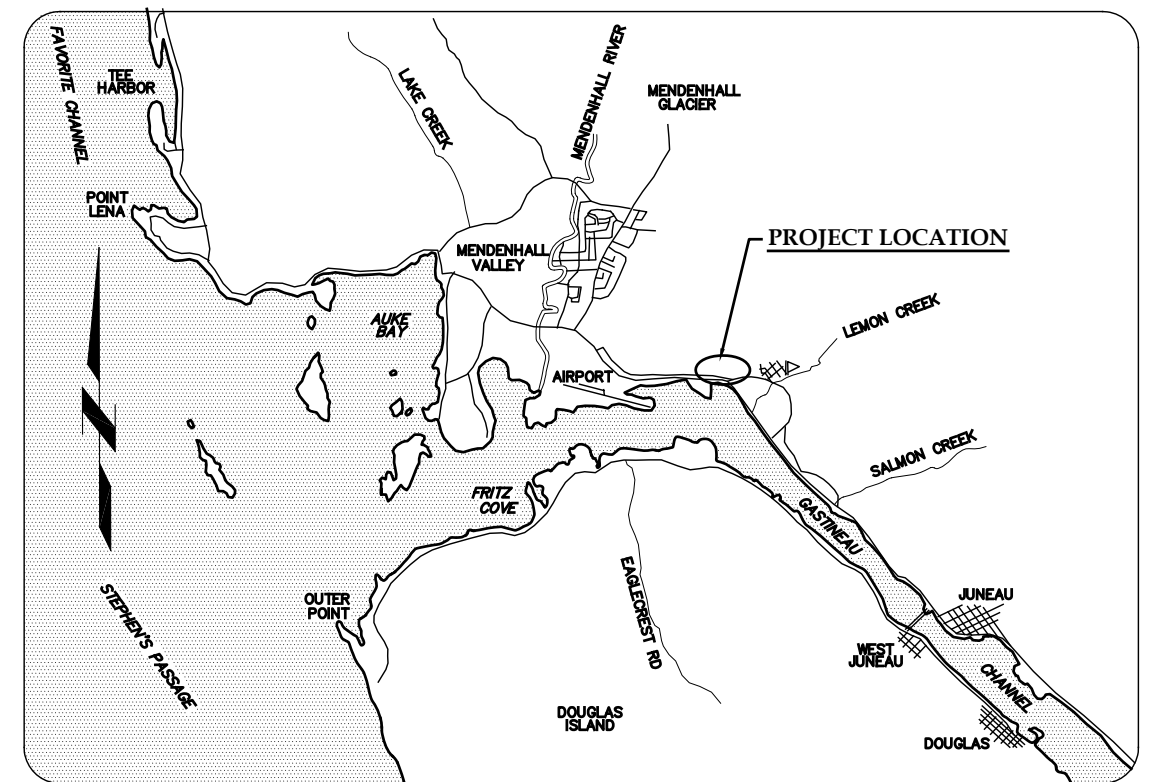 FAVORITE CHANNEL
TEE
HARBOR
LAKE CREEK
MENDENHALL RIVER
MENDENHALL
GLACIER
POINT
LENA
PROJECT LOCATION
MENDENHALL
VALLEY
AUKE
BAY
LEMON CREEK
AIRPORT
SALMON CREEK
FRITZ
COVE
GASTINEAU
EAGLECREST RD
STEPHEN'S PASSAGE
OUTER
POINT
JUNEAU
WEST
JUNEAU
CHANNEL
DOUGLAS
ISLAND
DOUGLAS